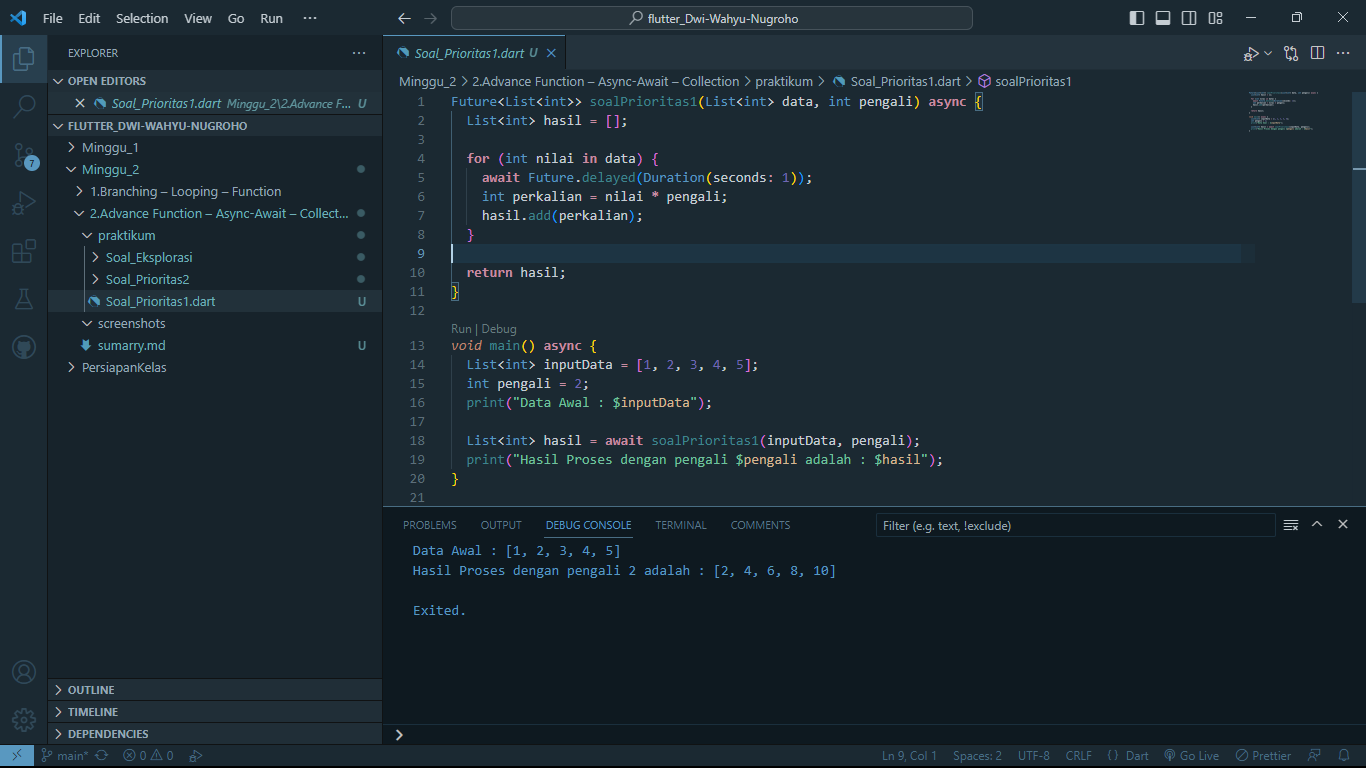 File Edit Selection View Go Run ···
flutter_Dwi-Wahyu-Nugroho
EXPLORER
OPEN EDITORS
Soal_Prioritas1.dart Minggu_2\2.Advance F... U
FLUTTER_DWI-WAHYU-NUGROHO
Minggu_1
Minggu_2
1.Branching – Looping – Function
2.Advance Function – Async-Await – Collect...
praktikum
Soal_Eksplorasi
Soal_Prioritas2
Soal_Prioritas1.dart U
screenshots
sumarry.md U
PersiapanKelas
OUTLINE
TIMELINE
DEPENDENCIES
7
Soal_Prioritas1.dart U
Minggu_2 > 2.Advance Function – Async-Await – Collection > praktikum > Soal_Prioritas1.dart > soalPrioritas1
1 Future<List<int>> soalPrioritas1(List<int> data, int pengali) async {
2 List<int> hasil = [];
3
4 for (int nilai in data) {
5 await Future.delayed(Duration(seconds: 1));
6 int perkalian = nilai * pengali;
7 hasil.add(perkalian);
8 }
9
10 return hasil;
11 }
12
Run | Debug
13 void main() async {
14 List<int> inputData = [1, 2, 3, 4, 5];
15 int pengali = 2;
16 print("Data Awal : $inputData");
17
18 List<int> hasil = await soalPrioritas1(inputData, pengali);
19 print("Hasil Proses dengan pengali $pengali adalah : $hasil");
20 }
21
PROBLEMS OUTPUT DEBUG CONSOLE TERMINAL COMMENTS
Filter (e.g. text, !exclude)
Data Awal : [1, 2, 3, 4, 5]
Hasil Proses dengan pengali 2 adalah : [2, 4, 6, 8, 10]
Exited.
main* 0 0 Ln 9, Col 1 Spaces: 2 UTF-8 CRLF { } Dart Go Live Prettier